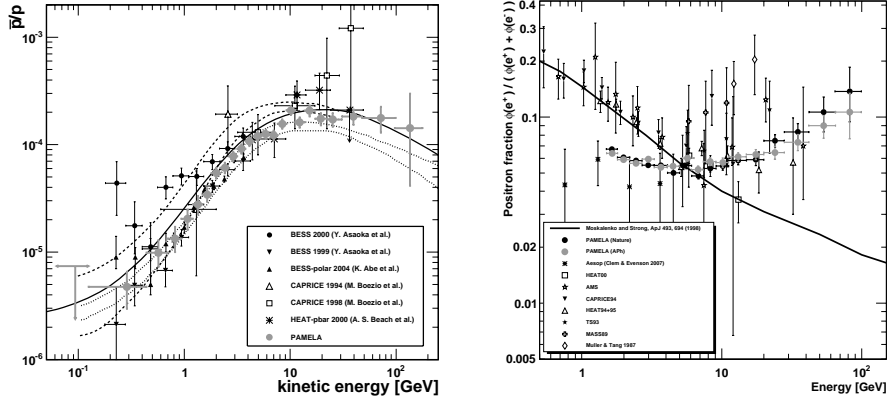 p̅/p
10⁻³
10⁻⁴
10⁻⁵
10⁻⁶
BESS 2000 (Y. Asaoka et al.)
BESS 1999 (Y. Asaoka et al.)
BESS-polar 2004 (K. Abe et al.)
CAPRICE 1994 (M. Boezio et al.)
CAPRICE 1998 (M. Boezio et al.)
HEAT-pbar 2000 (A. S. Beach et al.)
PAMELA
10⁻¹ 1 10 10²
kinetic energy [GeV]
Positron fraction φ(e⁺) / ( φ(e⁺) + φ(e⁻) )
0.4
0.2
0.1
0.02
0.01
0.005
Moskalenko and Strong, ApJ 493, 694 (1998)
PAMELA (Nature)
PAMELA (APh)
Aesop (Clem & Evenson 2007)
HEAT00
AMS
CAPRICE94
HEAT94+95
TS93
MASS89
Muller & Tang 1987
1 10 100
Energy [GeV]